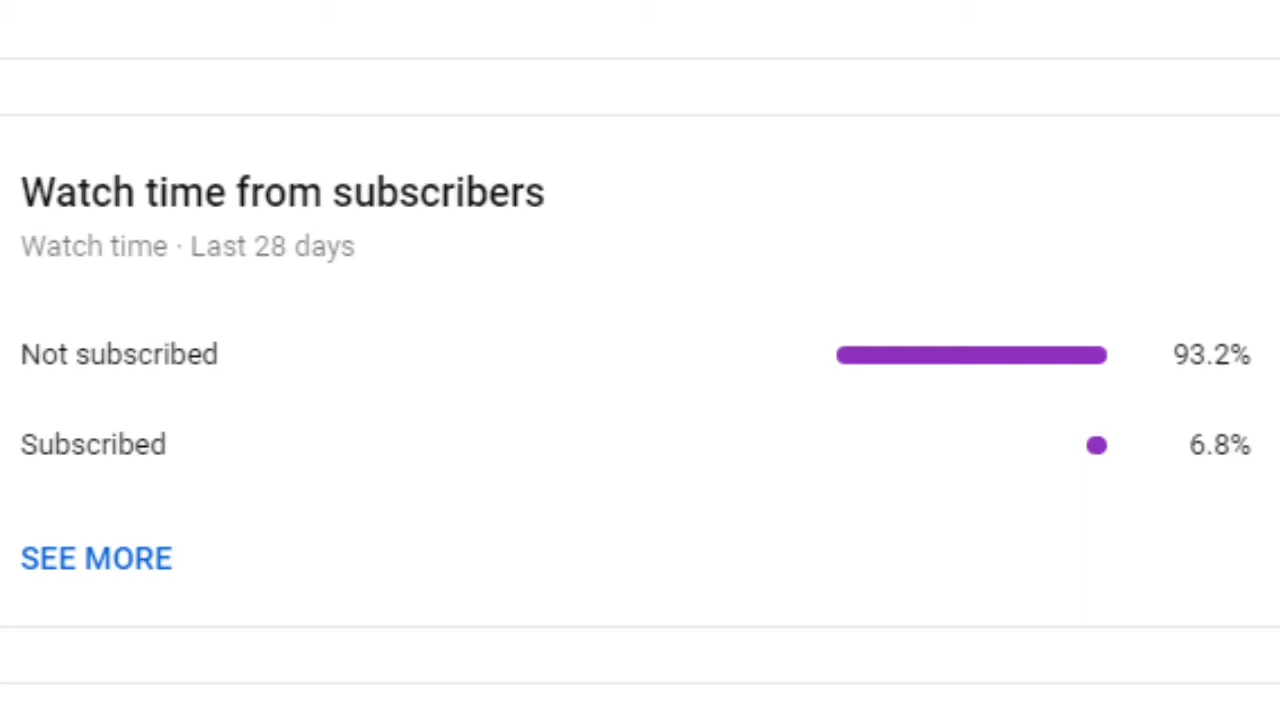 Watch time from subscribers
Watch time · Last 28 days
Not subscribed 93.2%
Subscribed 6.8%
SEE MORE